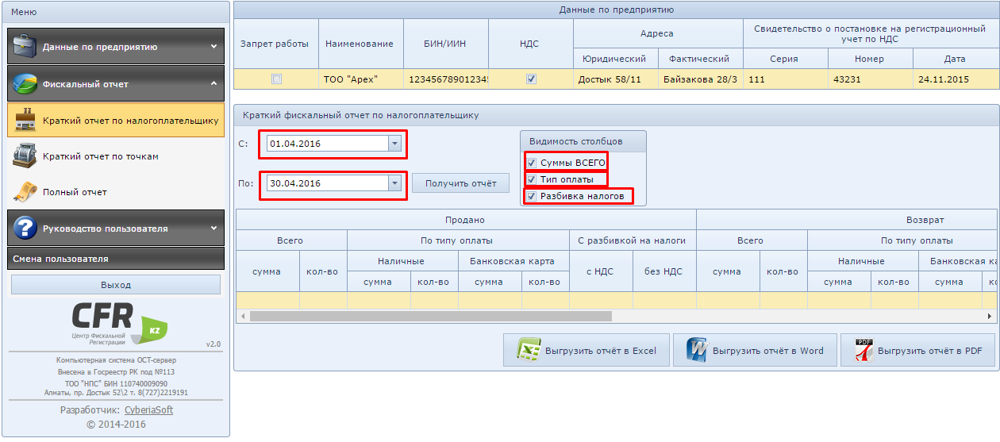 Меню
Данные по предприятию
Фискальный отчет
Краткий отчет по налогоплательщику
Краткий отчет по точкам
Полный отчет
Руководство пользователя
Смена пользователя
Выход
CFR KZ
Центр Фискальной
Регистрации
v2.0
Компьютерная система ОСТ-сервер
Внесена в Госреестр РК под №113
ТОО "НПС" БИН 110740009090
Алматы, пр. Достык 52\2 т. 8(727)2219191
Разработчик: CyberiaSoft
© 2014-2016
Данные по предприятию
Запрет работы
Наименование
БИН/ИИН
НДС
Адреса
Свидетельство о постановке на регистрационный
учет по НДС
Юридический
Фактический
Серия
Номер
Дата
ТОО "Арех" 12345678901234 Достык 58/11 Байзакова 28/3 111 43231 24.11.2015
Краткий фискальный отчет по налогоплательщику
С: 01.04.2016
По: 30.04.2016 Получить отчёт
Видимость столбцов
Суммы ВСЕГО
Тип оплаты
Разбивка налогов
Продано Возврат
Всего По типу оплаты С разбивкой на налоги Всего По типу оплаты
сумма кол-во Наличные Банковская карта с НДС без НДС сумма кол-во Наличные Банковская ка
сумма кол-во сумма кол-во сумма кол-во сумма кс
Выгрузить отчёт в Excel Выгрузить отчёт в Word PDF Выгрузить отчёт в PDF